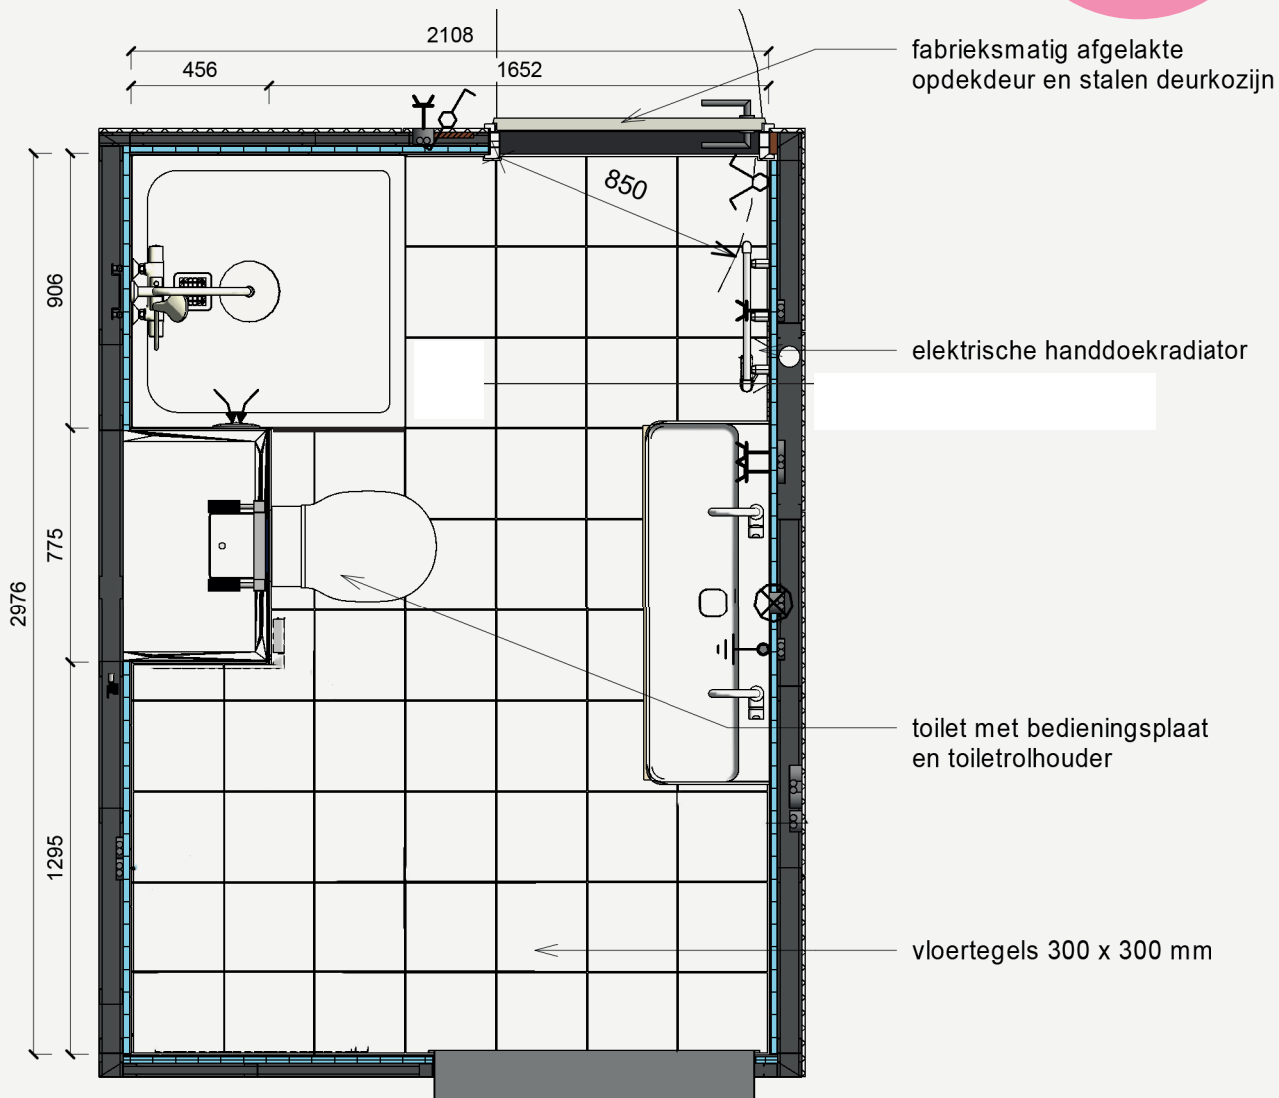 2108
456
1652
fabrieksmatig afgelakte
opdekdeur en stalen deurkozijn
850
906
elektrische handdoekradiator
775
2976
toilet met bedieningsplaat
en toiletrolhouder
1295
vloertegels 300 x 300 mm